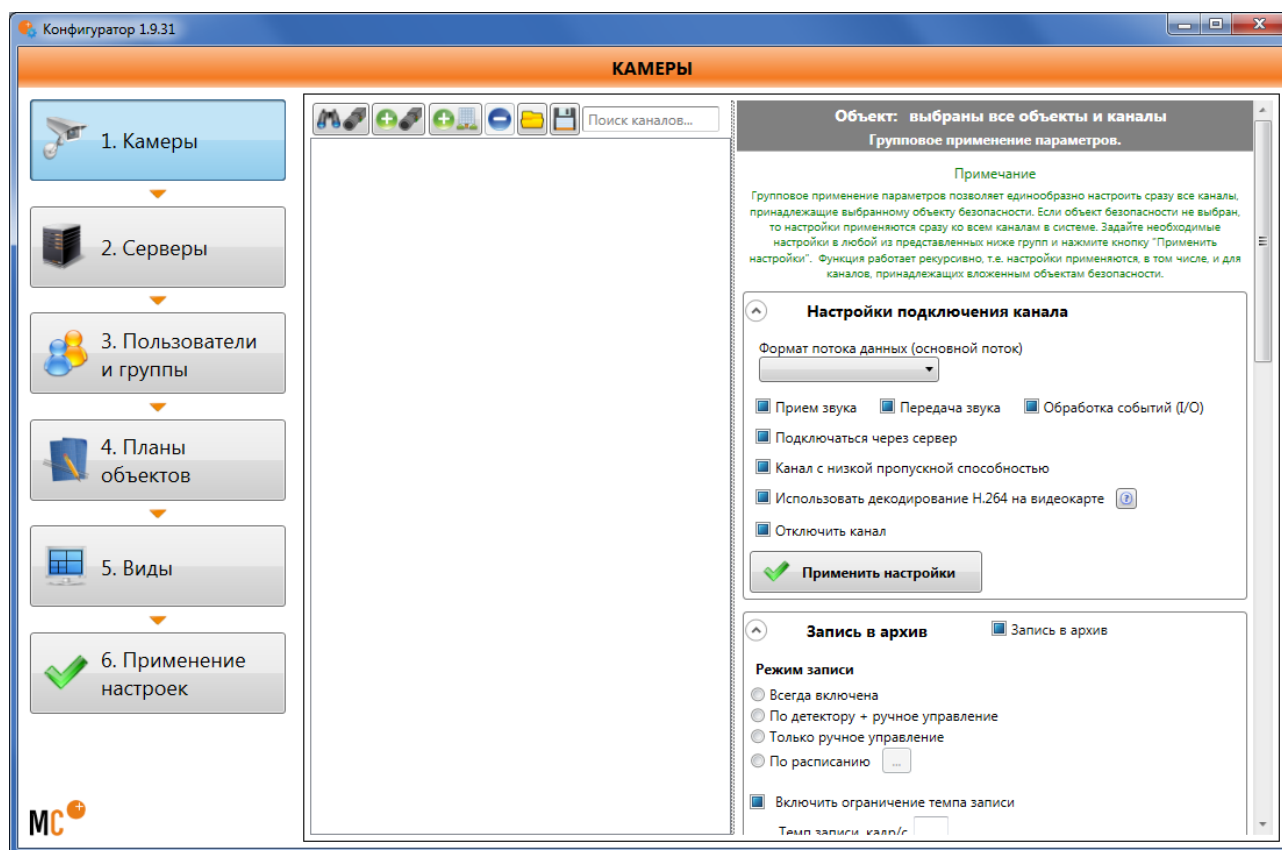 Конфигуратор 1.9.31
КАМЕРЫ
1. Камеры
2. Серверы
3. Пользователи
и группы
4. Планы
объектов
5. Виды
6. Применение
настроек
МС
Поиск каналов...
Объект: выбраны все объекты и каналы
Групповое применение параметров.
Примечание
Групповое применение параметров позволяет единообразно настроить сразу все каналы,
принадлежащие выбранному объекту безопасности. Если объект безопасности не выбран,
то настройки применяются сразу ко всем каналам в системе. Задайте необходимые
настройки в любой из представленных ниже групп и нажмите кнопку "Применить
настройки". Функция работает рекурсивно, т.е. настройки применяются, в том числе, и для
каналов, принадлежащих вложенным объектам безопасности.
Настройки подключения канала
Формат потока данных (основной поток)
Прием звука Передача звука Обработка событий (I/O)
Подключаться через сервер
Канал с низкой пропускной способностью
Использовать декодирование H.264 на видеокарте ?
Отключить канал
Применить настройки
Запись в архив Запись в архив
Режим записи
Всегда включена
По детектору + ручное управление
Только ручное управление
По расписанию ...
Включить ограничение темпа записи
Темп записи, кадр/с